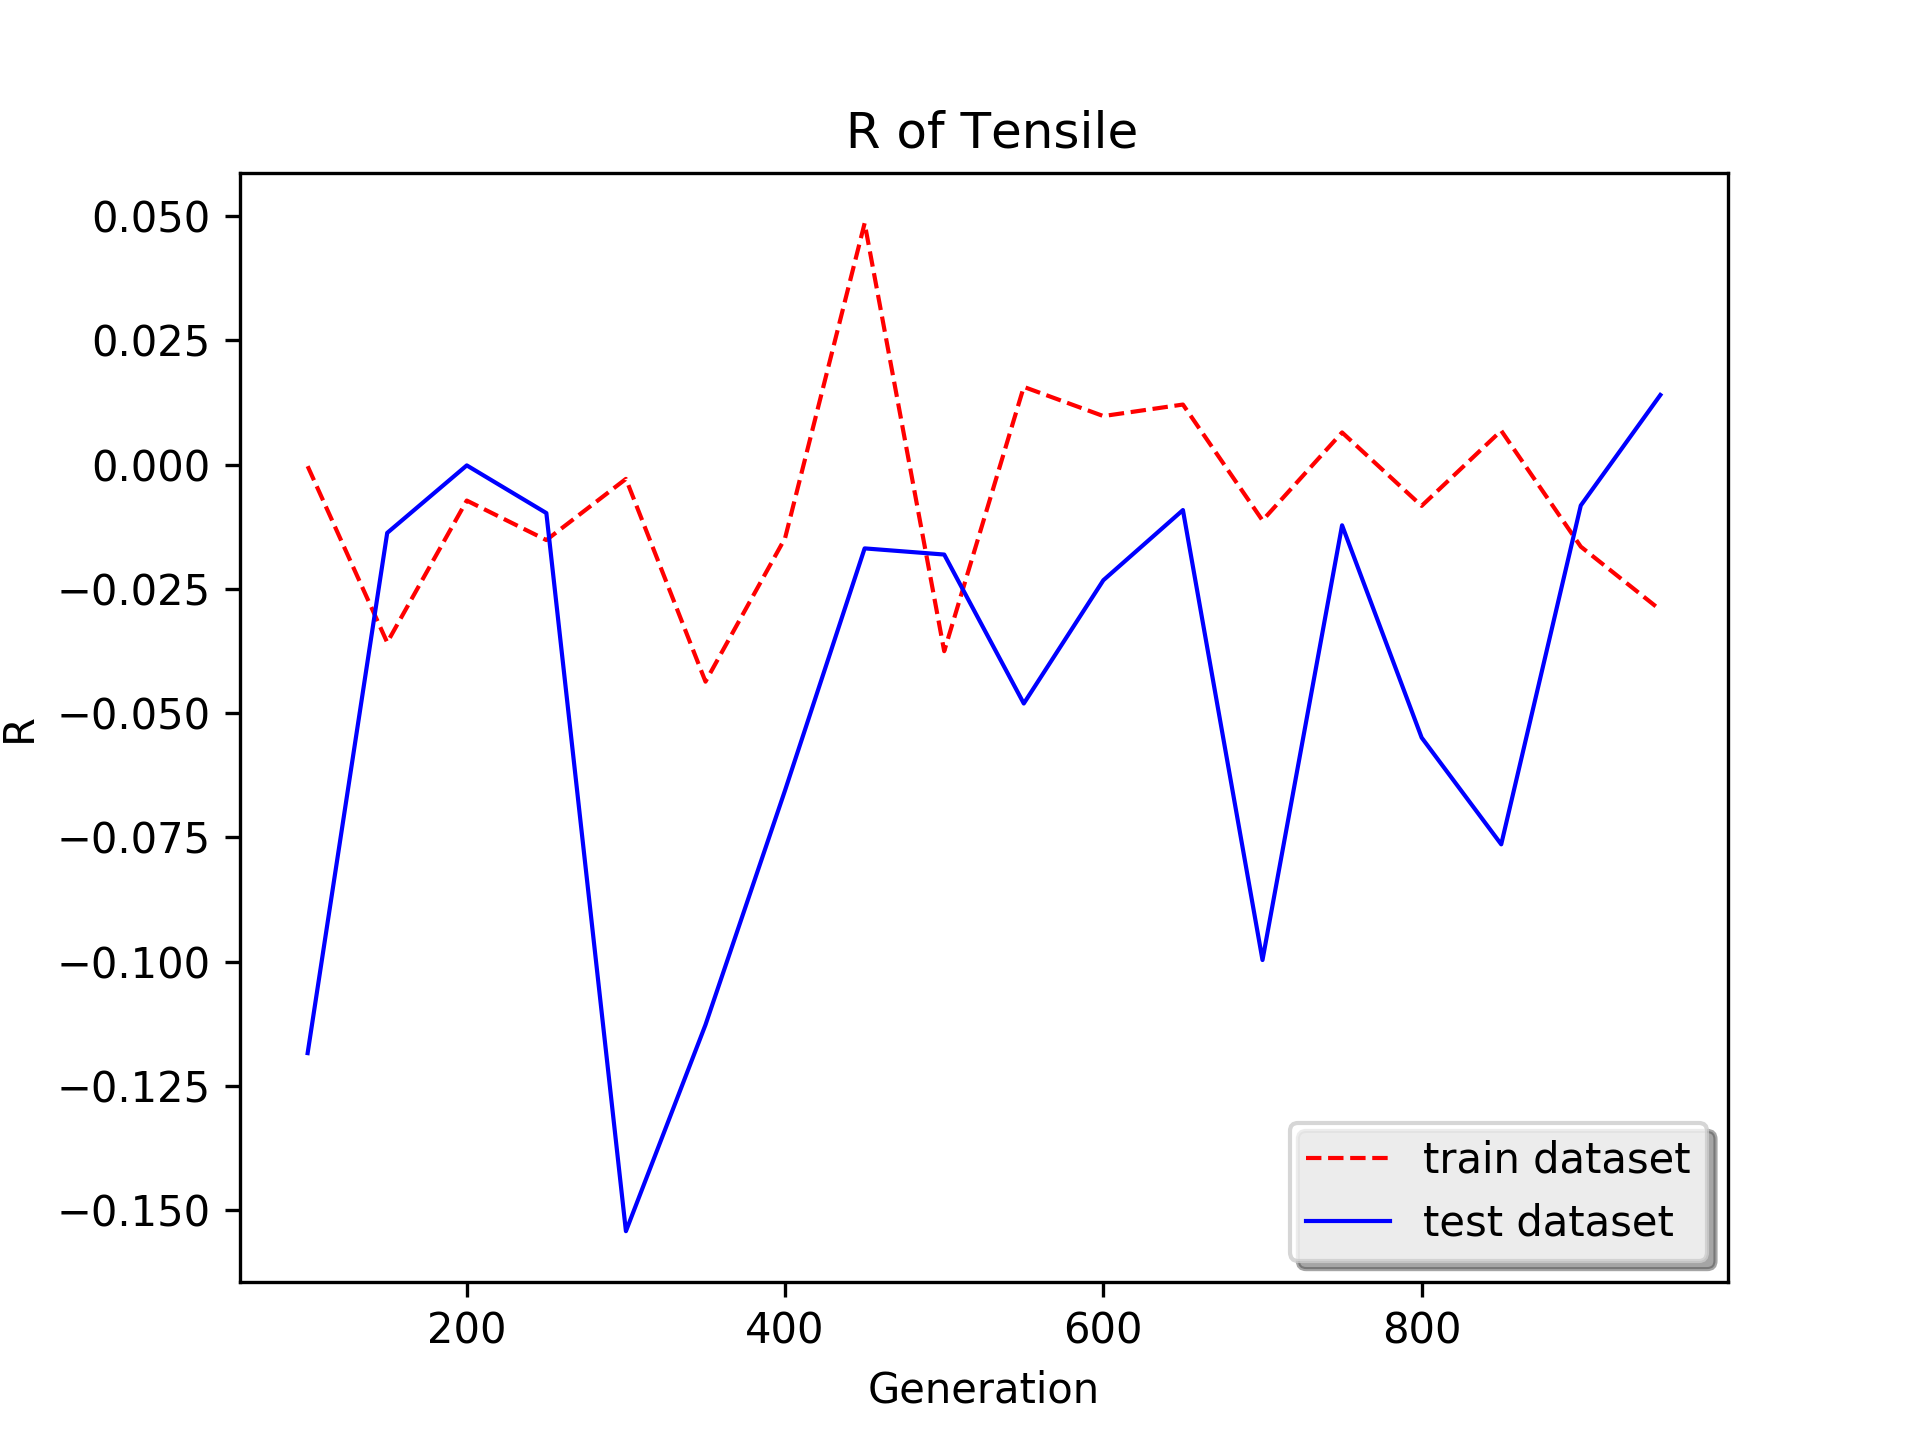 R of Tensile
0.050
0.025
0.000
−0.025
−0.050
−0.075
−0.100
−0.125
−0.150
R
train dataset
test dataset
200 400 600 800
Generation